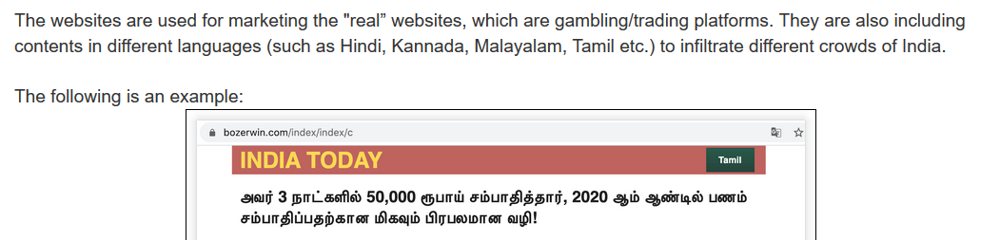 The websites are used for marketing the "real” websites, which are gambling/trading platforms. They are also including
contents in different languages (such as Hindi, Kannada, Malayalam, Tamil etc.) to infiltrate different crowds of India.
The following is an example:
bozerwin.com/index/index/c
INDIA TODAY
Tamil
அவர் 3 நாட்களில் 50,000 ரூபாய் சம்பாதித்தார், 2020 ஆம் ஆண்டில் பணம்
சம்பாதிப்பதற்கான மிகவும் பிரபலமான வழி!